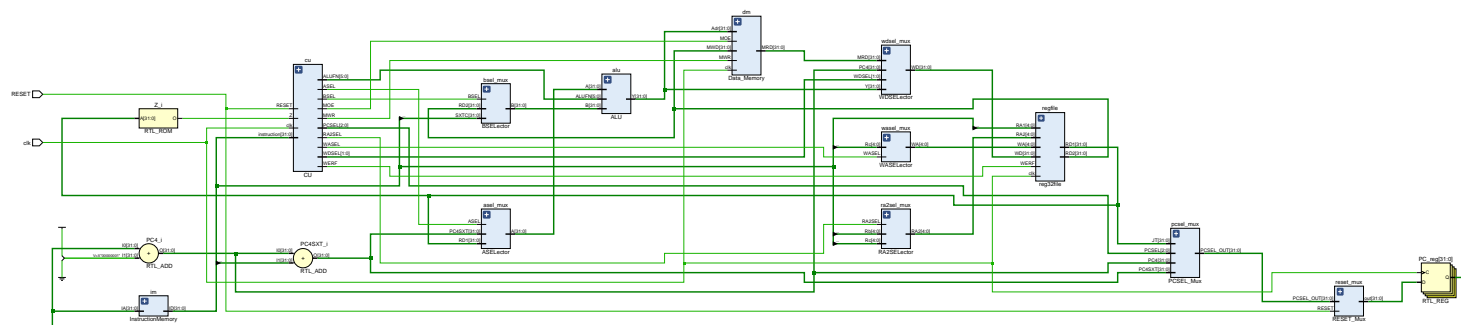 RESET
clk
Z_i
A[31:0]
O
RTL_ROM
PC4_i
I0[31:0]
I1[31:0]
O[31:0]
RTL_ADD
im
IA[31:0]
ID[31:0]
InstructionMemory
cu
RESET
Z
clk
instruction[31:0]
ALUFN[5:0]
ASEL
BSEL
MOE
MWR
PCSEL[2:0]
RA2SEL
WASEL
WDSEL[1:0]
WERF
CU
PC4SXT_i
I0[31:0]
I1[31:0]
O[31:0]
RTL_ADD
bsel_mux
BSEL
RD2[31:0]
SXTC[31:0]
B[31:0]
BSELector
asel_mux
ASEL
PC4SXT[31:0]
RD1[31:0]
A[31:0]
ASELector
alu
A[31:0]
ALUFN[5:0]
B[31:0]
Y[31:0]
ALU
dm
Adr[31:0]
MOE
MWD[31:0]
MWR
clk
MRD[31:0]
Data_Memory
wdsel_mux
MRD[31:0]
PC4[31:0]
WDSEL[1:0]
Y[31:0]
WD[31:0]
WDSELector
wasel_mux
Rc[4:0]
WASEL
WA[4:0]
WASELector
ra2sel_mux
RA2SEL
Rb[4:0]
Rc[4:0]
RA2[4:0]
RA2SELector
regfile
RA1[4:0]
RA2[4:0]
WA[4:0]
WD[31:0]
WERF
clk
RD1[31:0]
RD2[31:0]
reg32file
pcsel_mux
JT[31:0]
PCSEL[2:0]
PC4[31:0]
PC4SXT[31:0]
PCSEL_OUT[31:0]
PCSEL_Mux
reset_mux
PCSEL_OUT[31:0]
RESET
out[31:0]
RESET_Mux
PC_reg[31:0]
C
D
Q
RTL_REG